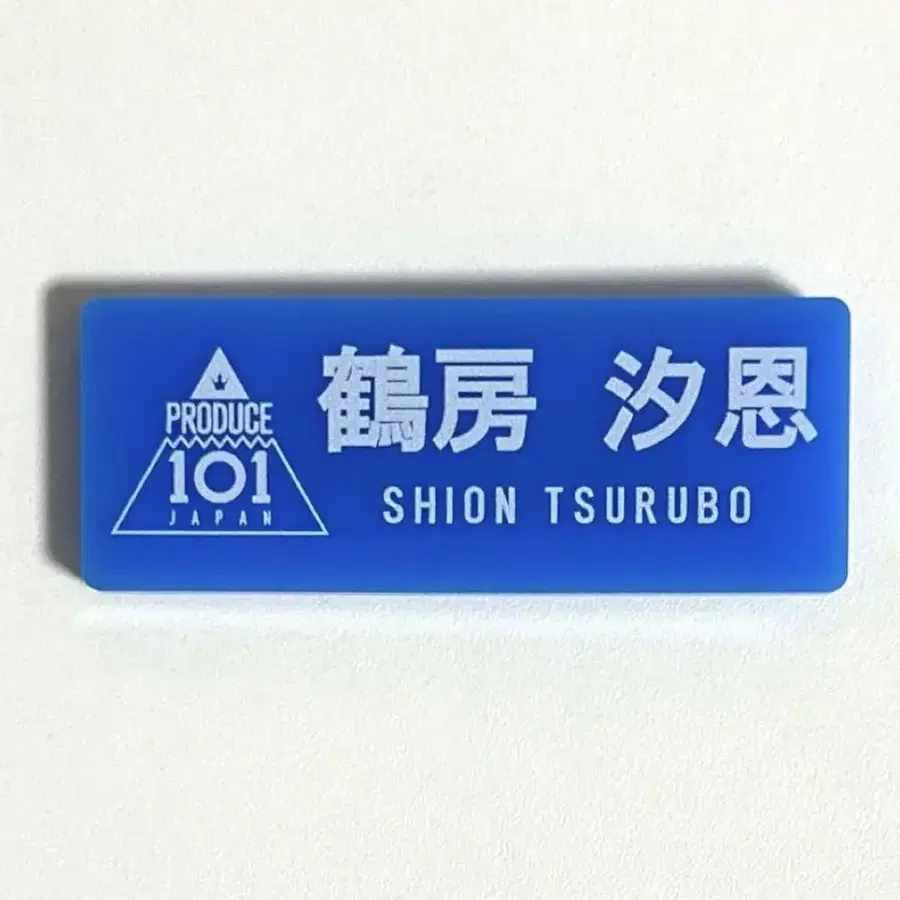 PRODUCE
101
JAPAN
鶴房 汐恩
SHION TSURUBO